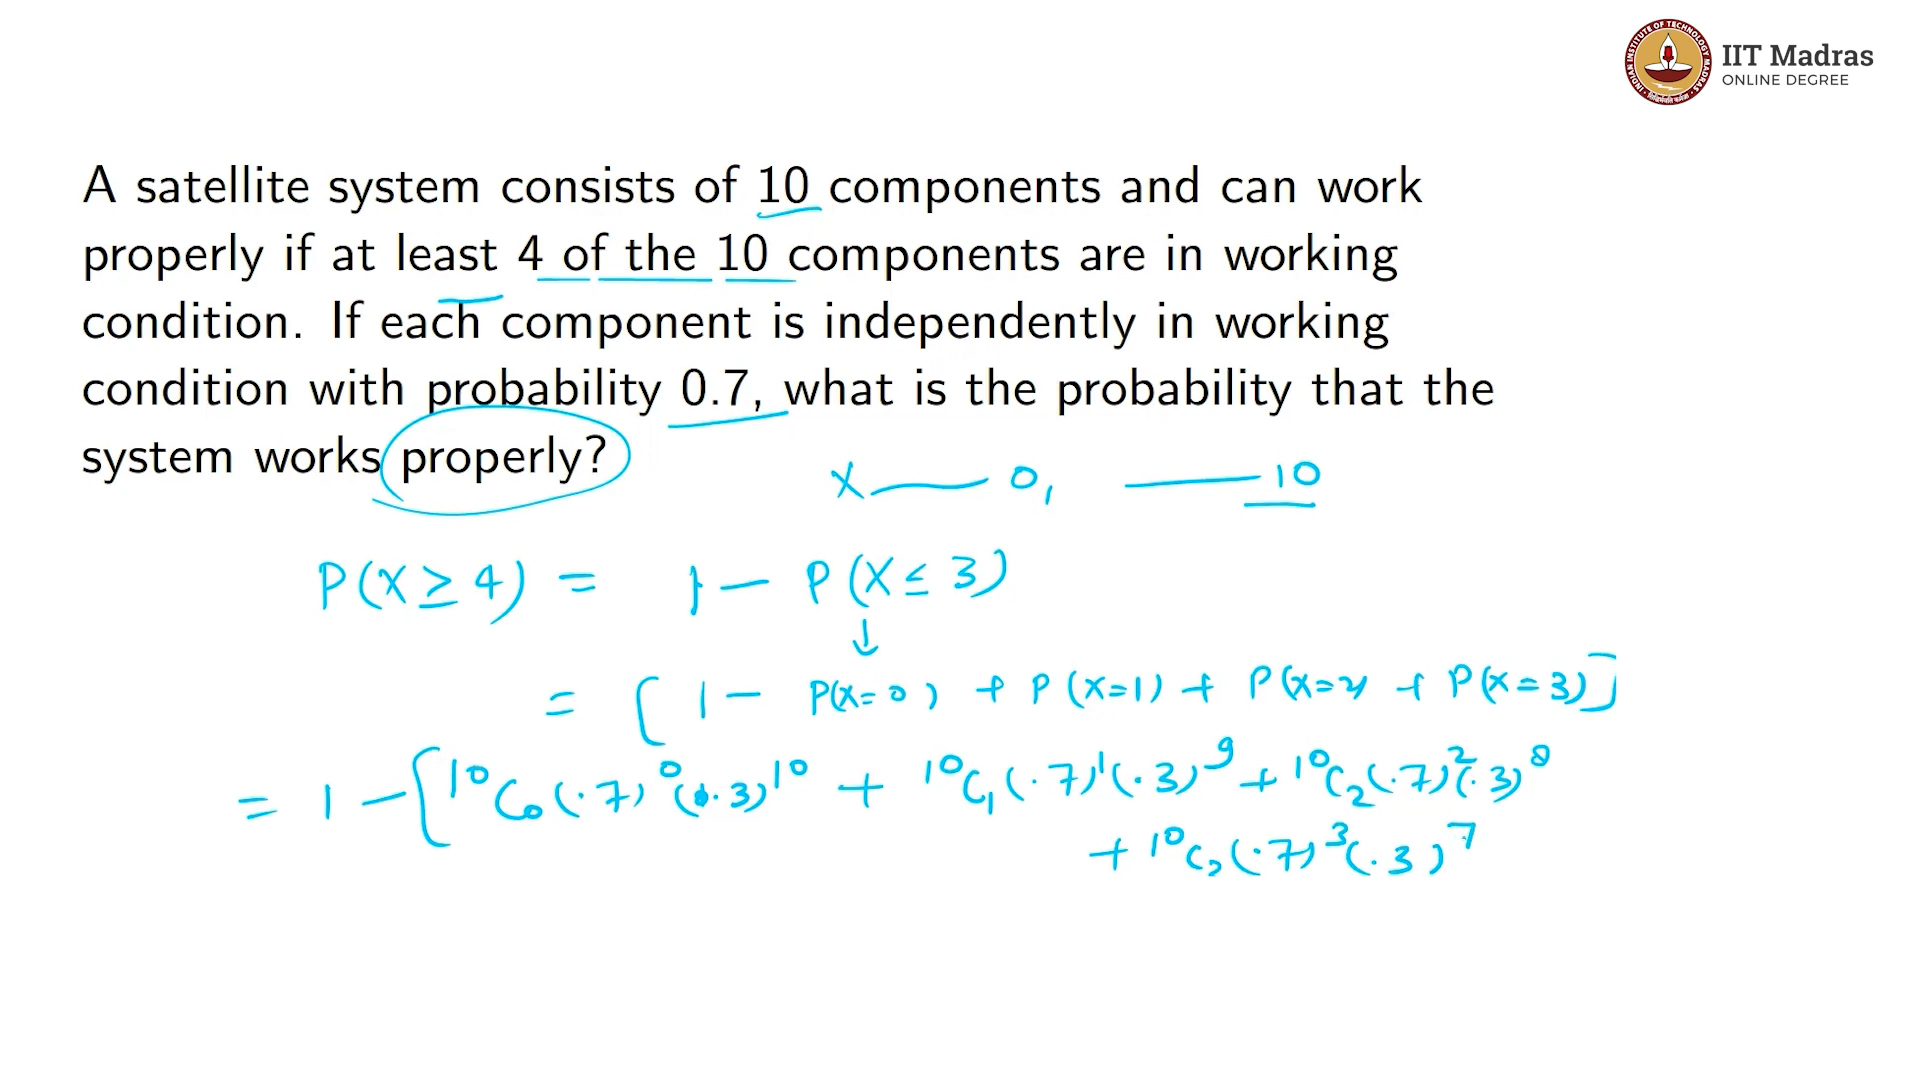 IIT Madras
ONLINE DEGREE
A satellite system consists of 10 components and can work
properly if at least 4 of the 10 components are in working
condition. If each component is independently in working
condition with probability 0.7, what is the probability that the
system works properly?
X — 0, — 10
P(X ≥ 4) = 1 − P(X ≤ 3)
↓
= [ 1 − P(X=0) + P(X=1) + P(X=2 + P(X=3)]
= 1 − { ¹⁰C₀(.7)⁰(.3)¹⁰ + ¹⁰C₁(.7)¹(.3)⁹ + ¹⁰C₂(.7)²(.3)⁸
+ ¹⁰C₃(.7)³(.3)⁷